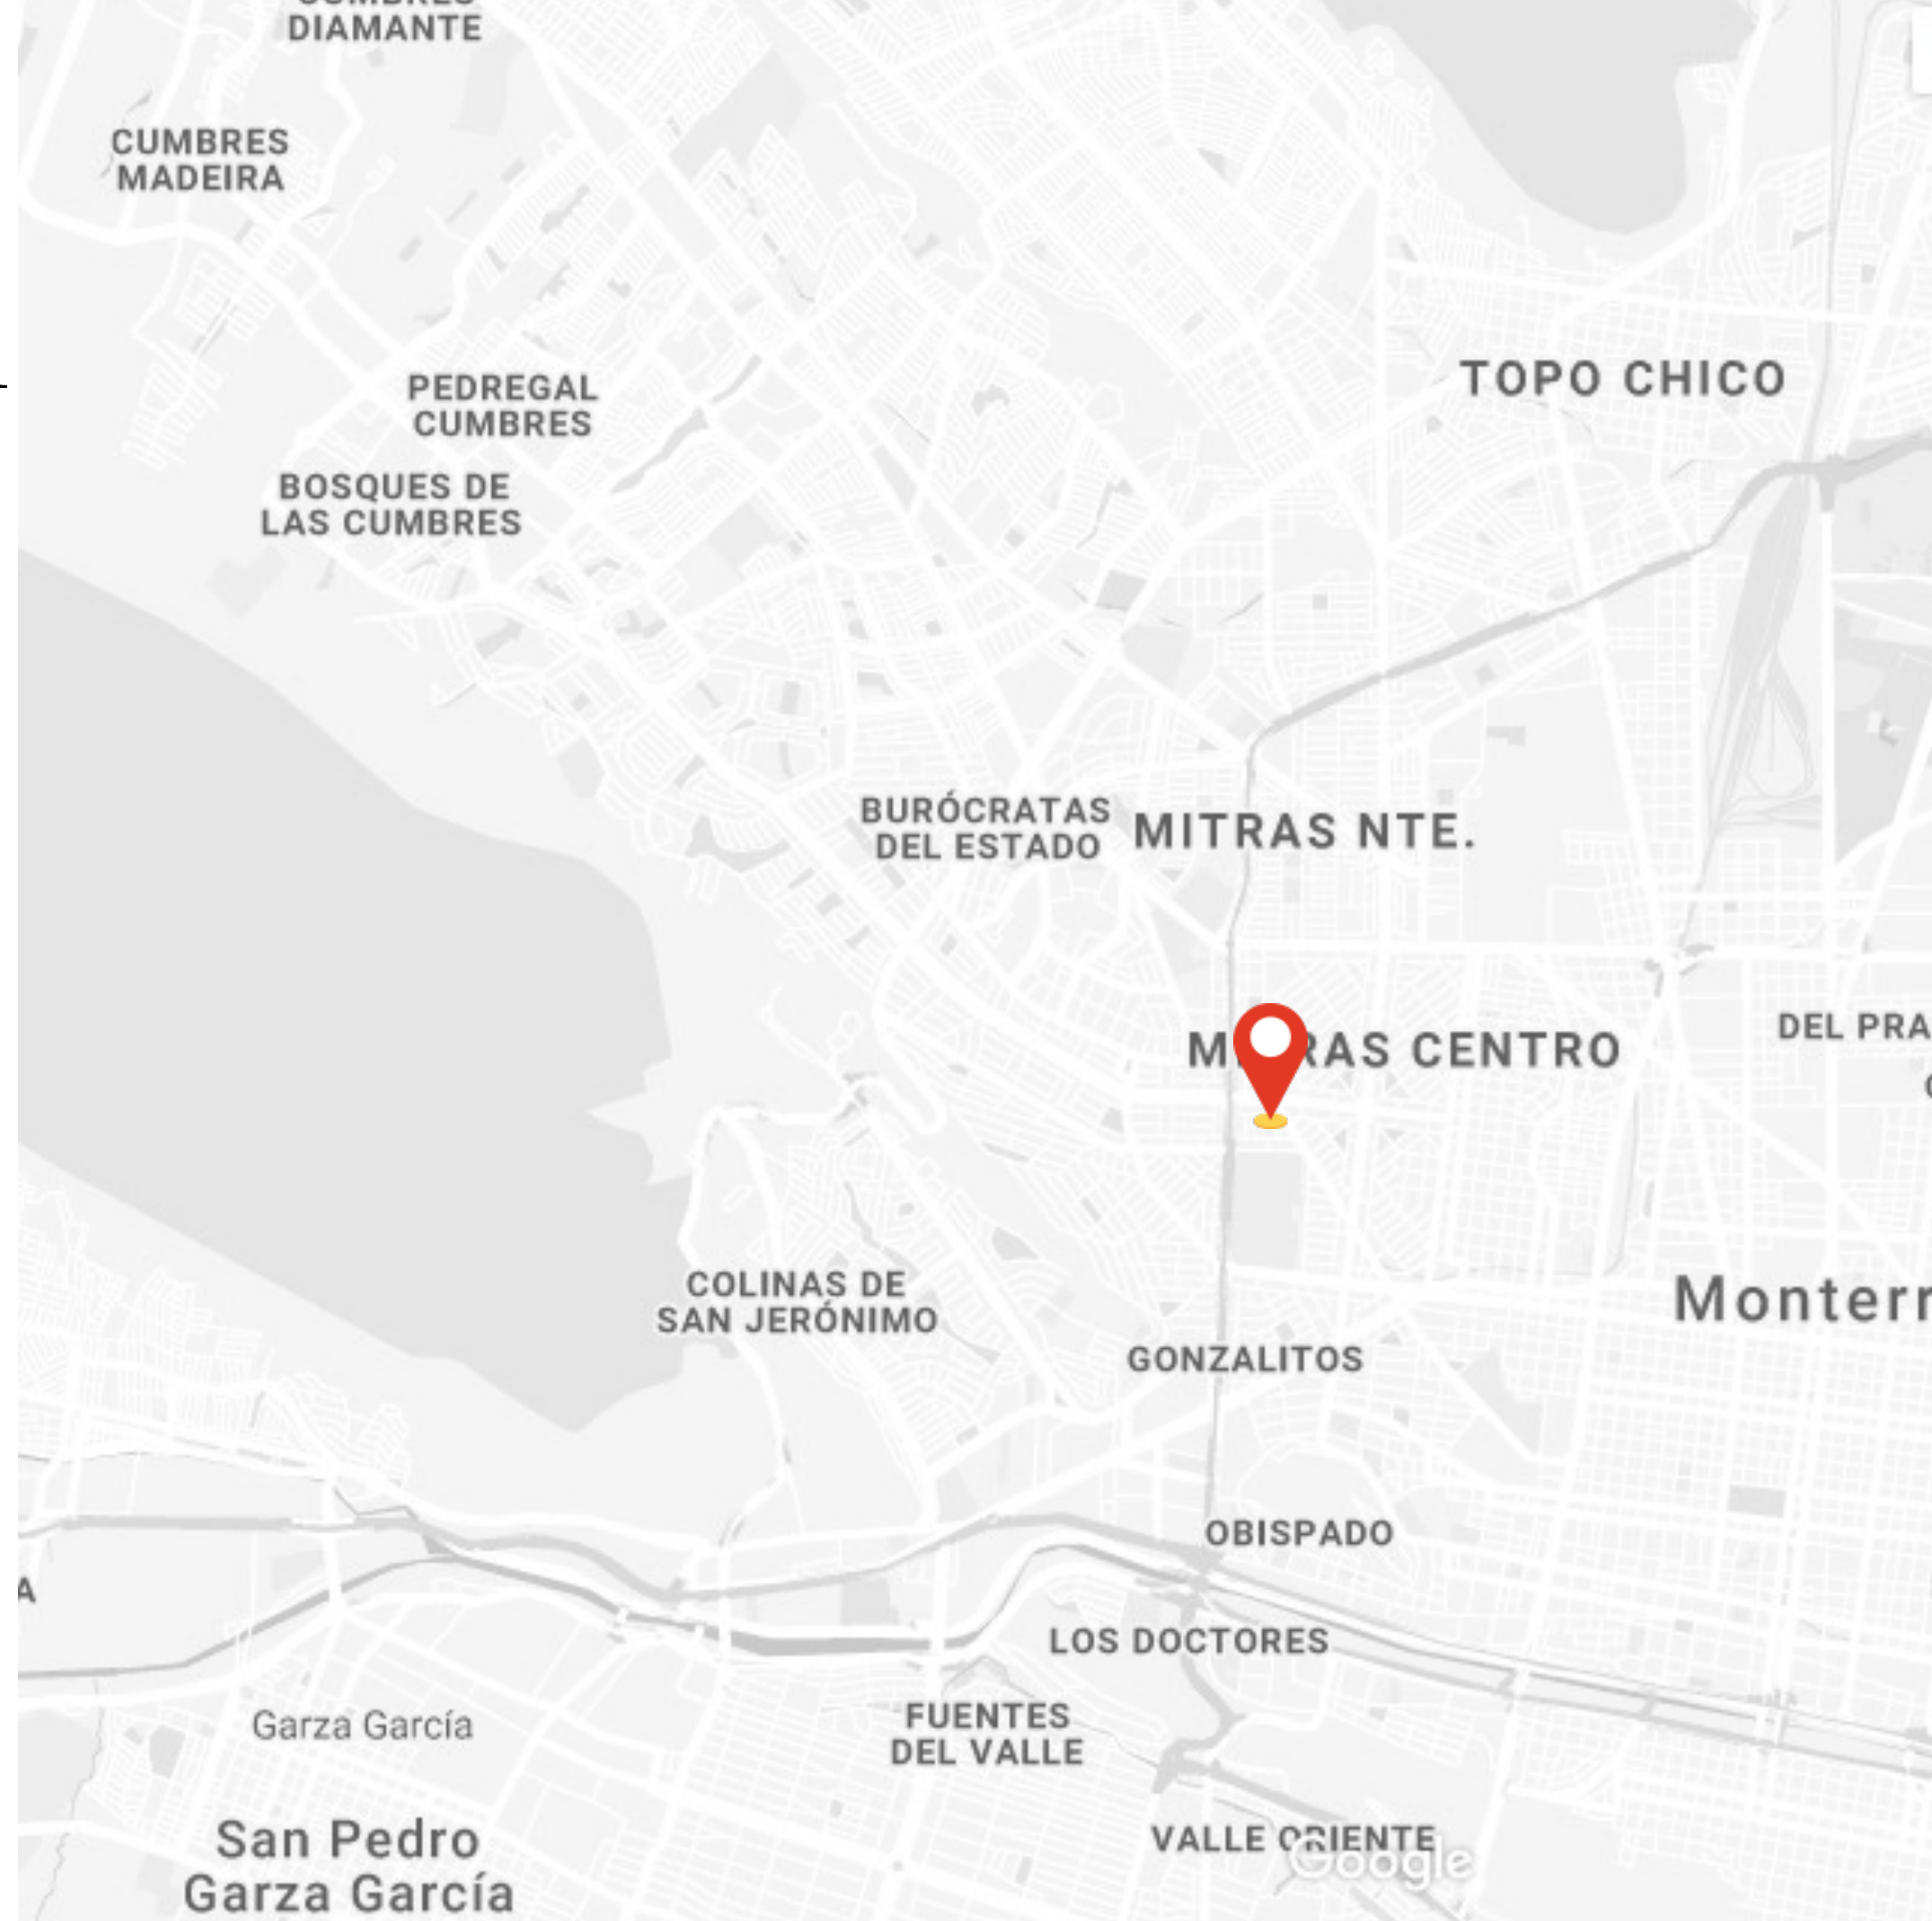 DIAMANTE
CUMBRES
MADEIRA
PEDREGAL
CUMBRES
TOPO CHICO
BOSQUES DE
LAS CUMBRES
BURÓCRATAS
DEL ESTADO
MITRAS NTE.
DEL PRA
M RAS CENTRO
COLINAS DE
SAN JERÓNIMO
Monterr
GONZALITOS
OBISPADO
A
LOS DOCTORES
Garza García
FUENTES
DEL VALLE
San Pedro
Garza García
VALLE ORIENTE
Google